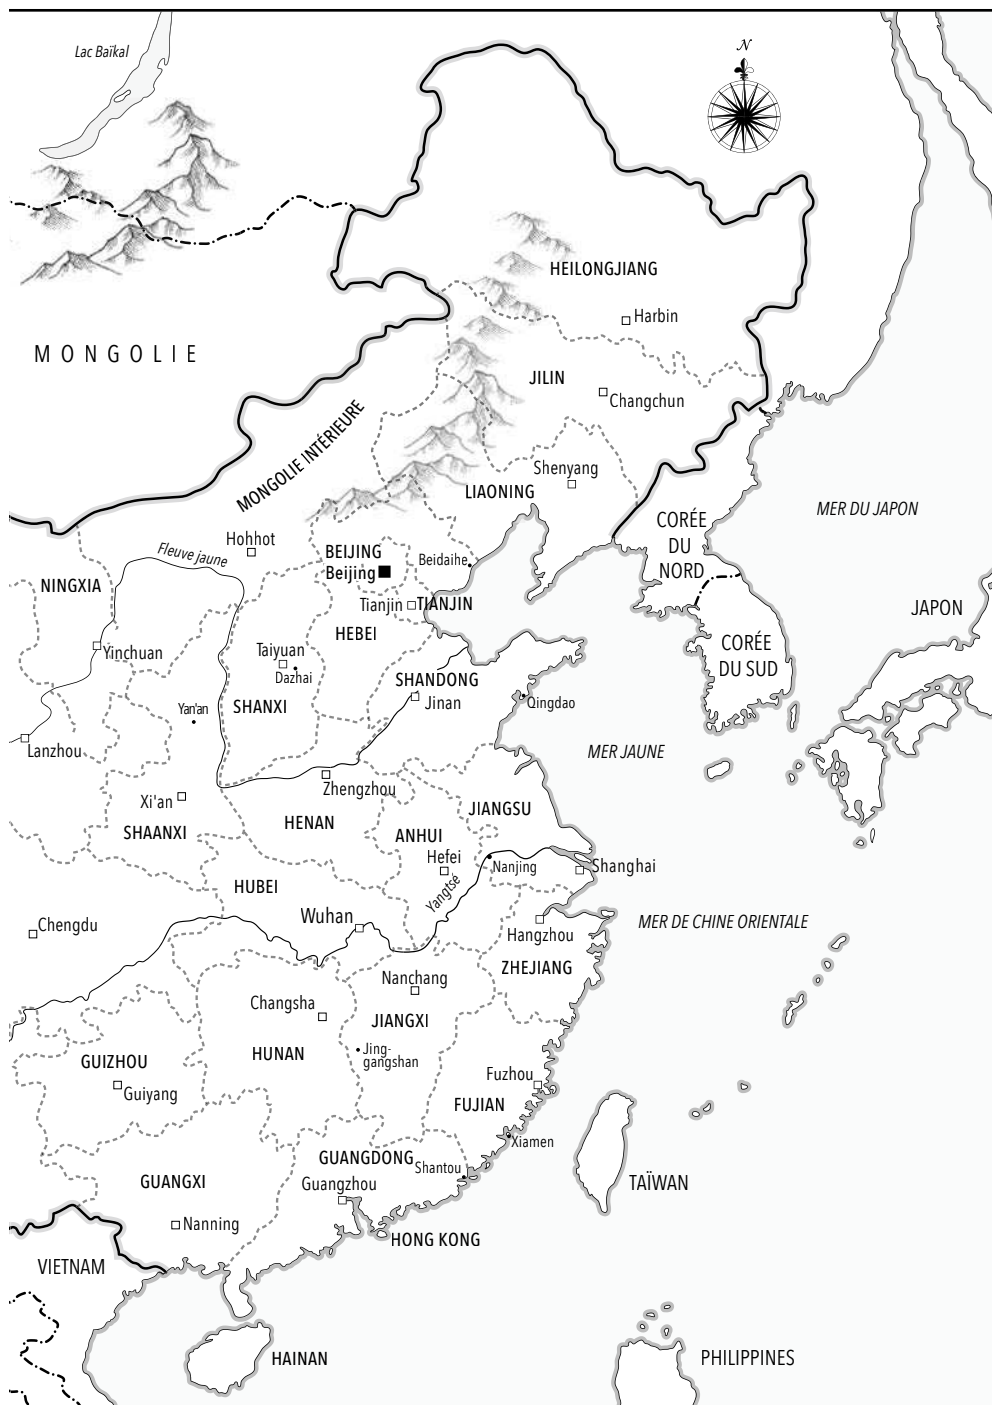 Lac Baïkal
N
HEILONGJIANG
Harbin
MONGOLIE
JILIN
Changchun
MONGOLIE INTÉRIEURE
Shenyang
LIAONING
MER DU JAPON
CORÉE
DU
NORD
Hohhot
Fleuve jaune
BEIJING
Beijing
Beidaihe
NINGXIA
Tianjin
TIANJIN
JAPON
HEBEI
Yinchuan
Taiyuan
Dazhai
CORÉE
DU SUD
SHANDONG
Jinan
Qingdao
SHANXI
Yan'an
Lanzhou
MER JAUNE
Zhengzhou
Xi'an
JIANGSU
SHAANXI
HENAN
ANHUI
Hefei
Nanjing
Shanghai
HUBEI
Yangtsé
Wuhan
Chengdu
Hangzhou
MER DE CHINE ORIENTALE
ZHEJIANG
Nanchang
Changsha
JIANGXI
HUNAN
Jing-
gangshan
GUIZHOU
Guiyang
Fuzhou
FUJIAN
Xiamen
GUANGDONG
Shantou
GUANGXI
Guangzhou
TAÏWAN
Nanning
HONG KONG
VIETNAM
HAINAN
PHILIPPINES